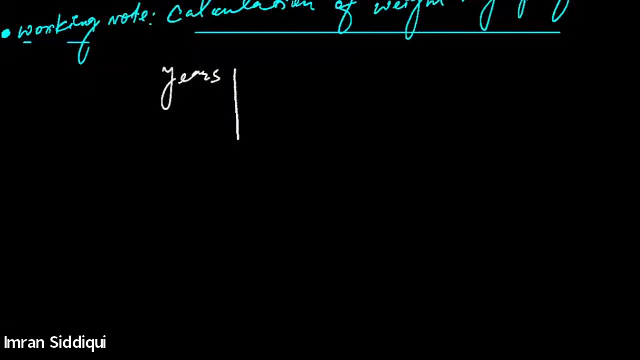 • working note: Calculation of weight
years
Imran Siddiqui